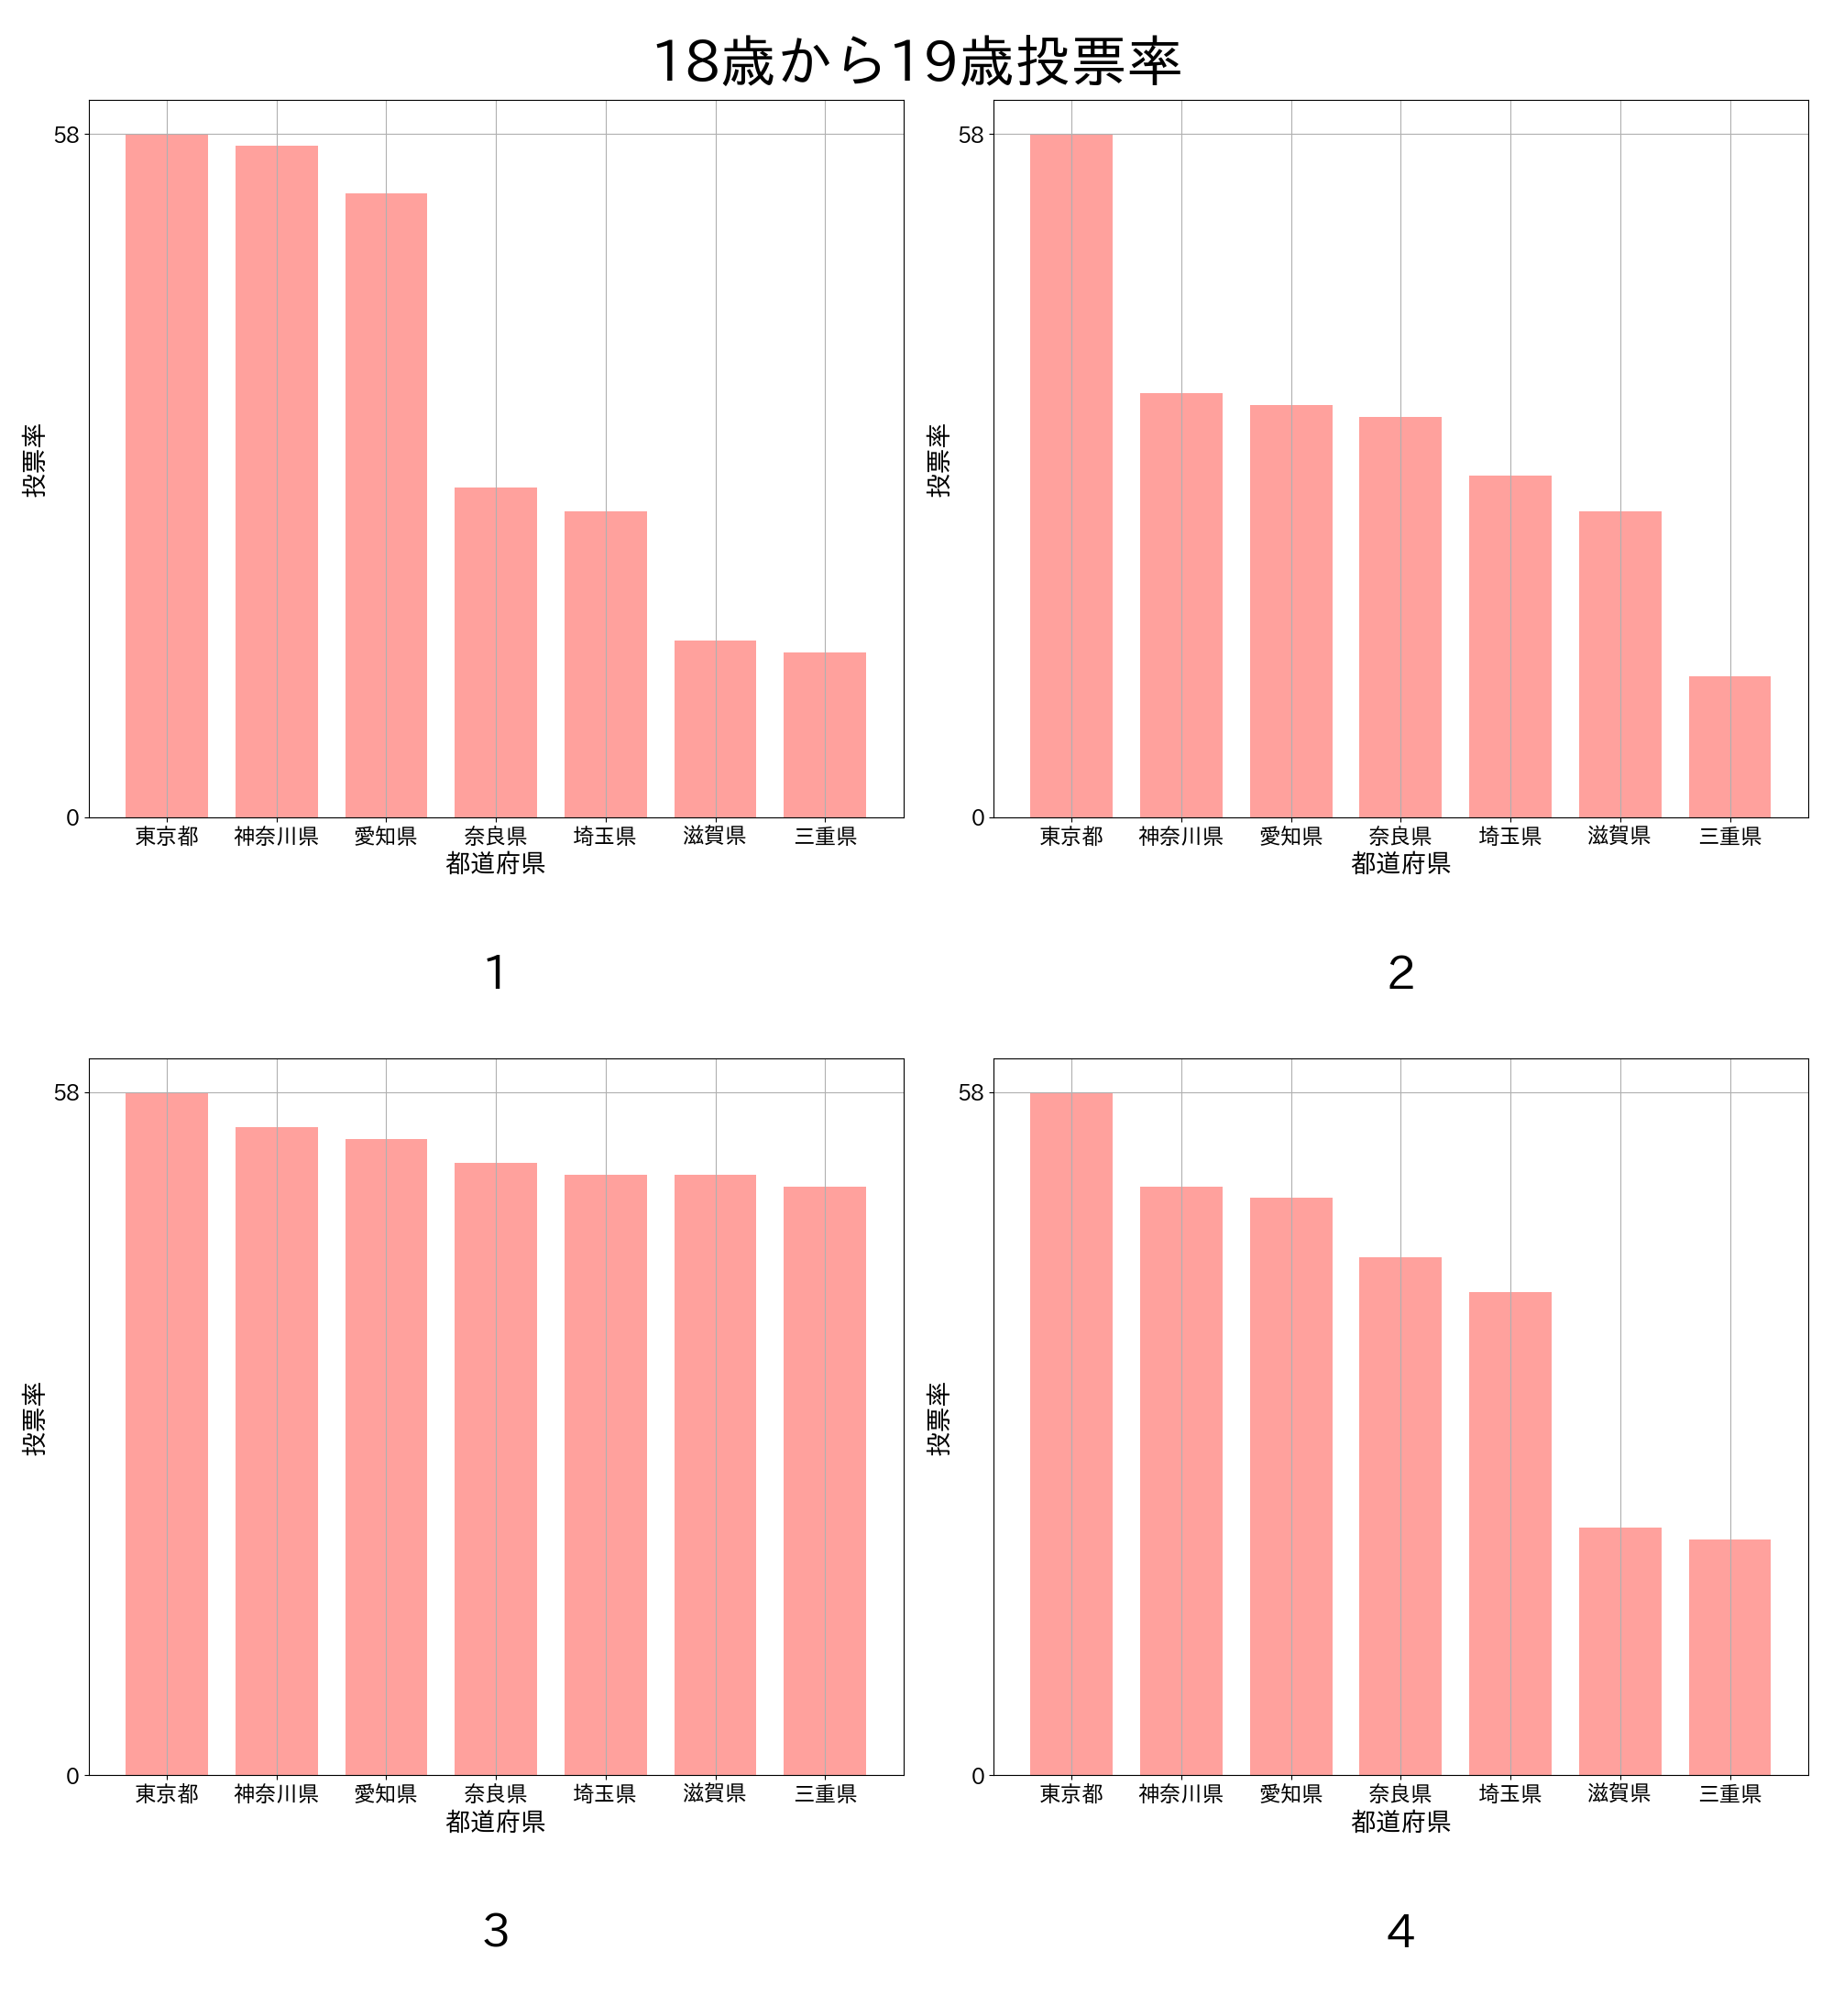 18歳から19歳投票率
58
0
投票率
東京都 神奈川県 愛知県 奈良県 埼玉県 滋賀県 三重県
都道府県
1
58
0
投票率
東京都 神奈川県 愛知県 奈良県 埼玉県 滋賀県 三重県
都道府県
2
58
0
投票率
東京都 神奈川県 愛知県 奈良県 埼玉県 滋賀県 三重県
都道府県
3
58
0
投票率
東京都 神奈川県 愛知県 奈良県 埼玉県 滋賀県 三重県
都道府県
4